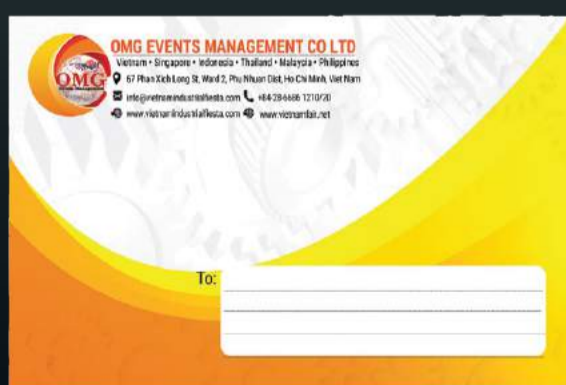 OMG EVENTS MANAGEMENT CO LTD
Vietnam • Singapore • Indonesia • Thailand • Malaysia • Philippines
67 Phan Xich Long St, Ward 2, Phu Nhuan Dist, Ho Chi Minh, Viet Nam
info@vietnamindustrialfiesta.com +84-28-6686 1210/20
www.vietnamindustrialfiesta.com www.vietnamfair.net
OMG
To: